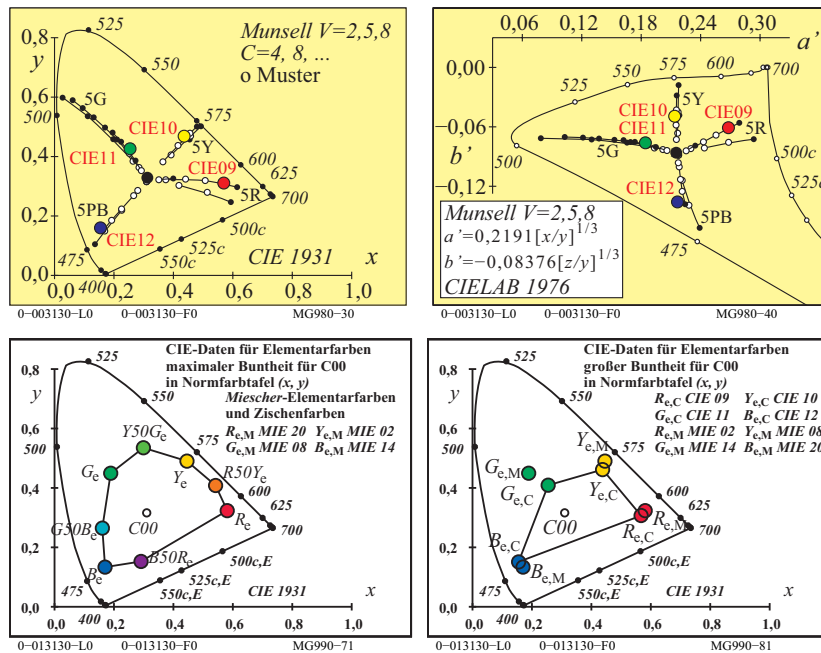 Munsell V=2,5,8
C=4, 8, ...
o Muster
y
0,8
0,6
0,4
0,2
0,0
525
550
575
600
625
700
500
500c
525c
550c
475
400
5G
5Y
5R
5PB
CIE10
CIE11
CIE09
CIE12
CIE 1931
x
0,0 0,2 0,4 0,6 0,8 1,0
0-003130-L0 0-003130-F0 MG980-30
0,06 0,12 0,18 0,24 0,30
a’
0,00
-0,06
b’
-0,12
525
550
575
600
700
500
500c
525c
475
5Y
5G
5R
5PB
CIE10
CIE11
CIE09
CIE12
Munsell V=2,5,8
a’=0,2191[x/y]1/3
b’=-0,08376[z/y]1/3
CIELAB 1976
0-003130-L0 0-003130-F0 MG980-40
CIE-Daten für Elementarfarben
maximaler Buntheit für C00
in Normfarbtafel (x, y)
Miescher-Elementarfarben
und Zischenfarben
Re,M MIE 20 Ye,M MIE 02
Ge,M MIE 08 Be,M MIE 14
y
0,8
0,6
0,4
0,2
0,0
525
550
575
600
625
700
500
475
400
500c,E
525c,E
550c,E
Y50Ge
Ge
Ye
R50Ye
Re
G50Be
C00
Be
B50Re
CIE 1931
x
0,0 0,2 0,4 0,6 0,8 1,0
0-013130-L0 0-013130-F0 MG990-71
CIE-Daten für Elementarfarben
großer Buntheit für C00
in Normfarbtafel (x, y)
Re,C CIE 09 Ye,C CIE 10
Ge,C CIE 11 Be,C CIE 12
Re,M MIE 02 Ye,M MIE 08
Ge,M MIE 14 Be,M MIE 20
y
0,8
0,6
0,4
0,2
0,0
525
550
575
600
625
700
500
475
400
500c,E
525c,E
550c,E
Ye,M
Ye,C
Ge,M
Ge,C
C00
Re,M
Re,C
Be,C
Be,M
CIE 1931
x
0,0 0,2 0,4 0,6 0,8 1,0
0-013130-L0 0-013130-F0 MG990-81